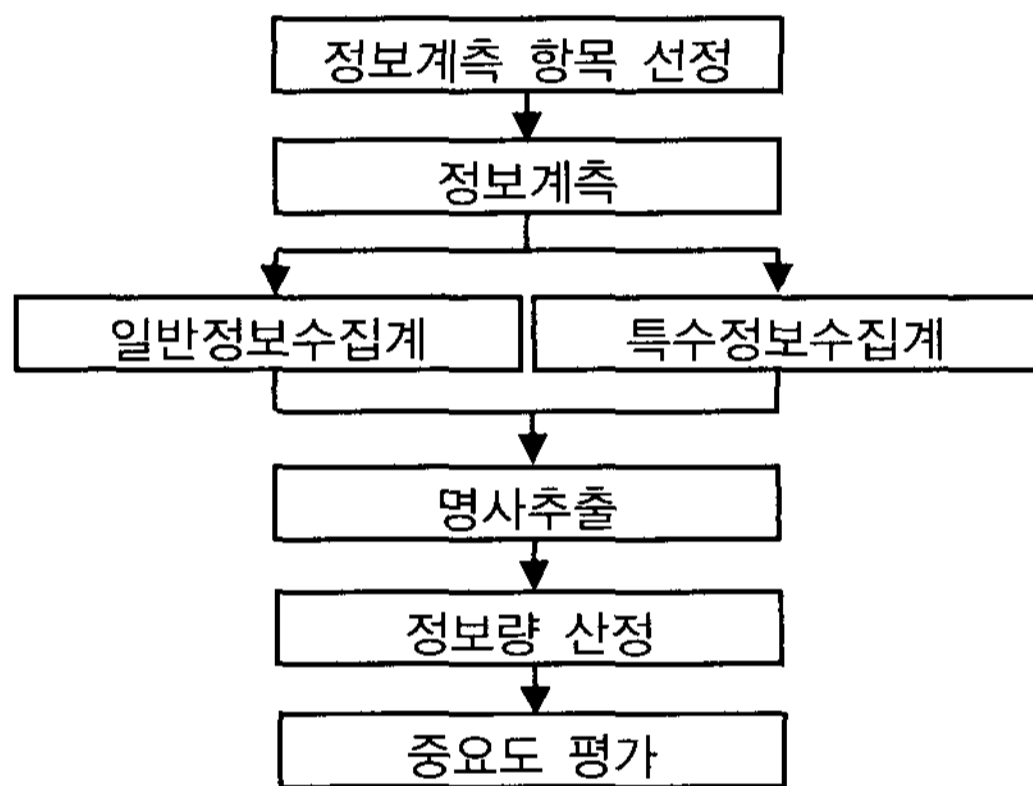 정보계측 항목 선정
정보계측
일반정보수집계
특수정보수집계
명사추출
정보량 산정
중요도 평가